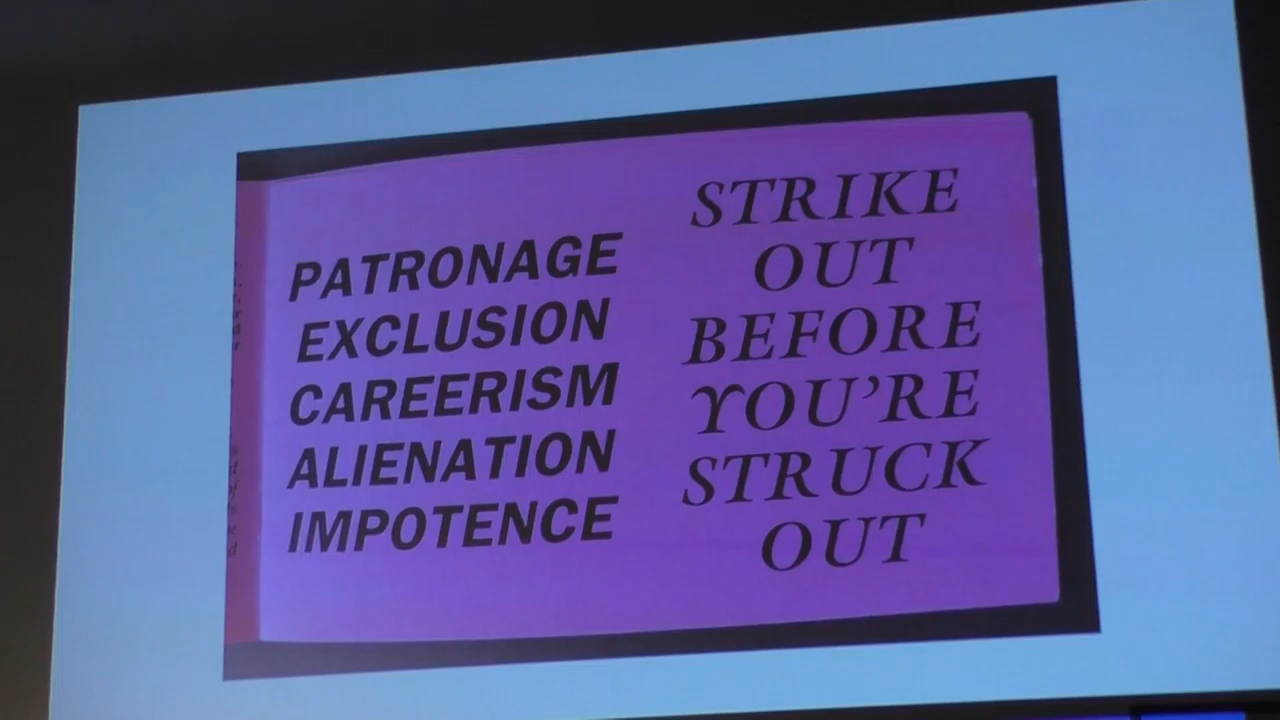 PATRONAGE
EXCLUSION
CAREERISM
ALIENATION
IMPOTENCE
STRIKE
OUT
BEFORE
YOU'RE
STRUCK
OUT